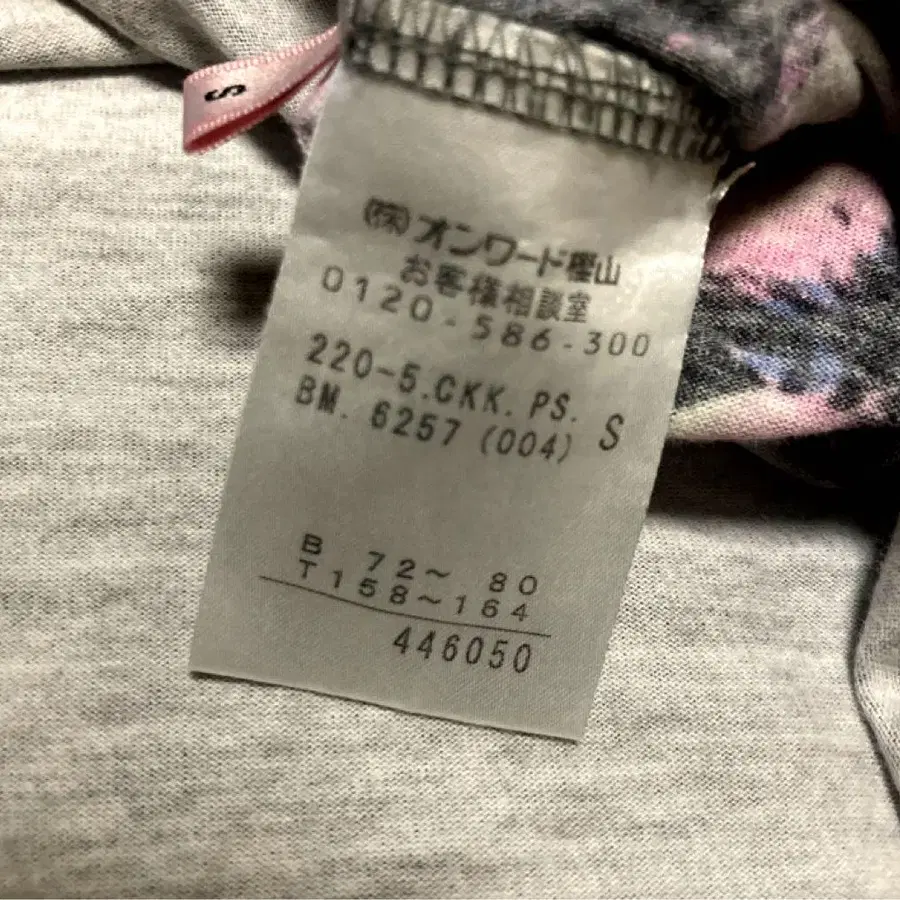 S
(株)オンワード樫山
お客様相談室
0120-586-300
220-5.CKK.PS.
BM. 6257 (004) S
B 72～ 80
T158～164
446050